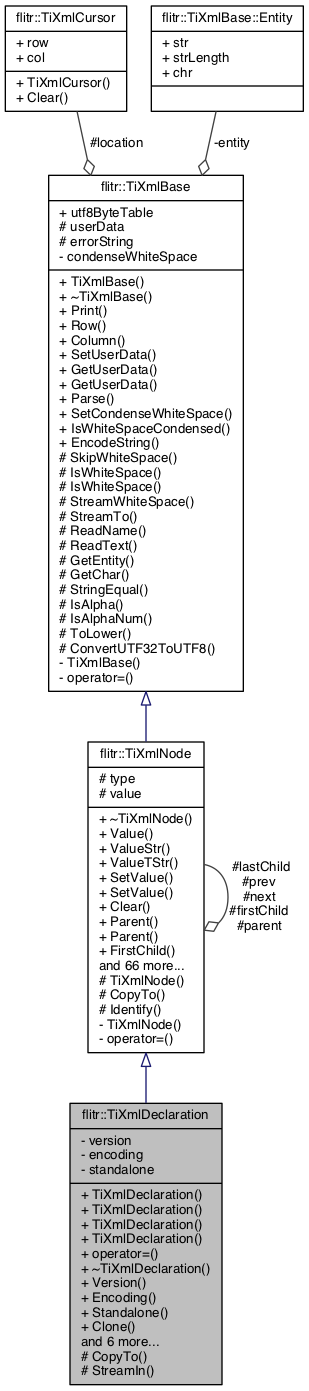 flitr::TiXmlCursor
+ row
+ col
+ TiXmlCursor()
+ Clear()
flitr::TiXmlBase::Entity
+ str
+ strLength
+ chr
#location
-entity
flitr::TiXmlBase
+ utf8ByteTable
# userData
# errorString
- condenseWhiteSpace
+ TiXmlBase()
+ ~TiXmlBase()
+ Print()
+ Row()
+ Column()
+ SetUserData()
+ GetUserData()
+ GetUserData()
+ Parse()
+ SetCondenseWhiteSpace()
+ IsWhiteSpaceCondensed()
+ EncodeString()
# SkipWhiteSpace()
# IsWhiteSpace()
# IsWhiteSpace()
# StreamWhiteSpace()
# StreamTo()
# ReadName()
# ReadText()
# GetEntity()
# GetChar()
# StringEqual()
# IsAlpha()
# IsAlphaNum()
# ToLower()
# ConvertUTF32ToUTF8()
- TiXmlBase()
- operator=()
flitr::TiXmlNode
# type
# value
+ ~TiXmlNode()
+ Value()
+ ValueStr()
+ ValueTStr()
+ SetValue()
+ SetValue()
+ Clear()
+ Parent()
+ Parent()
+ FirstChild()
and 66 more...
# TiXmlNode()
# CopyTo()
# Identify()
- TiXmlNode()
- operator=()
#lastChild
#prev
#next
#firstChild
#parent
flitr::TiXmlDeclaration
- version
- encoding
- standalone
+ TiXmlDeclaration()
+ TiXmlDeclaration()
+ TiXmlDeclaration()
+ TiXmlDeclaration()
+ operator=()
+ ~TiXmlDeclaration()
+ Version()
+ Encoding()
+ Standalone()
+ Clone()
and 6 more...
# CopyTo()
# StreamIn()